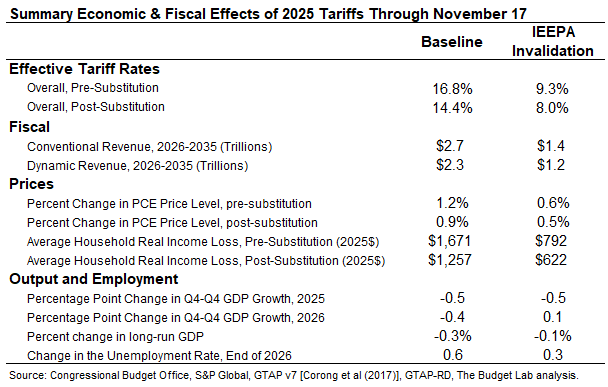 Summary Economic & Fiscal Effects of 2025 Tariffs Through November 17
Baseline IEEPA Invalidation
Effective Tariff Rates
Overall, Pre-Substitution 16.8% 9.3%
Overall, Post-Substitution 14.4% 8.0%
Fiscal
Conventional Revenue, 2026-2035 (Trillions) $2.7 $1.4
Dynamic Revenue, 2026-2035 (Trillions) $2.3 $1.2
Prices
Percent Change in PCE Price Level, pre-substitution 1.2% 0.6%
Percent Change in PCE Price Level, post-substitution 0.9% 0.5%
Average Household Real Income Loss, Pre-Substitution (2025$) $1,671 $792
Average Household Real Income Loss, Post-Substitution (2025$) $1,257 $622
Output and Employment
Percentage Point Change in Q4-Q4 GDP Growth, 2025 -0.5 -0.5
Percentage Point Change in Q4-Q4 GDP Growth, 2026 -0.4 0.1
Percent change in long-run GDP -0.3% -0.1%
Change in the Unemployment Rate, End of 2026 0.6 0.3
Source: Congressional Budget Office, S&P Global, GTAP v7 [Corong et al (2017)], GTAP-RD, The Budget Lab analysis.